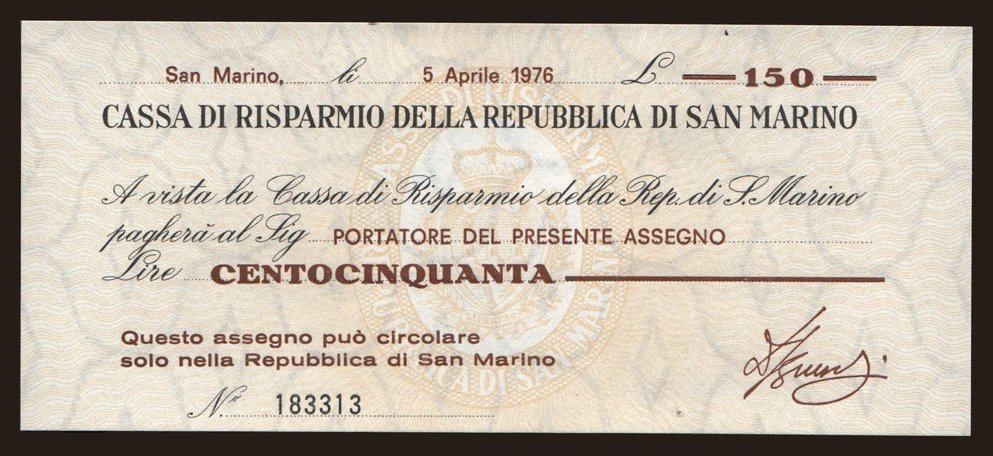 San Marino, lì 5 Aprile 1976 £ 150
CASSA DI RISPARMIO DELLA REPUBBLICA DI SAN MARINO
A vista la Cassa di Risparmio della Rep. di S. Marino
pagherà al Sig PORTATORE DEL PRESENTE ASSEGNO
Lire CENTOCINQUANTA
Questo assegno può circolare
solo nella Repubblica di San Marino
N° 183313